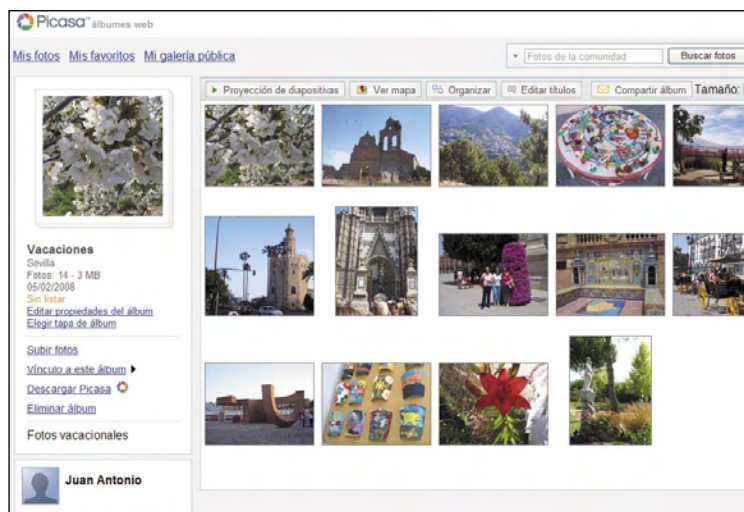 Picasa™ álbumes web
Mis fotos Mis favoritos Mi galería pública
Fotos de la comunidad Buscar fotos
Proyección de diapositivas Ver mapa Organizar Editar títulos Compartir álbum Tamaño:
Vacaciones
Sevilla
Fotos: 14 - 3 MB
05/02/2008
Sin listar
Editar propiedades del álbum
Elegir tapa de álbum
Subir fotos
Vínculo a este álbum
Descargar Picasa
Eliminar álbum
Fotos vacacionales
Juan Antonio